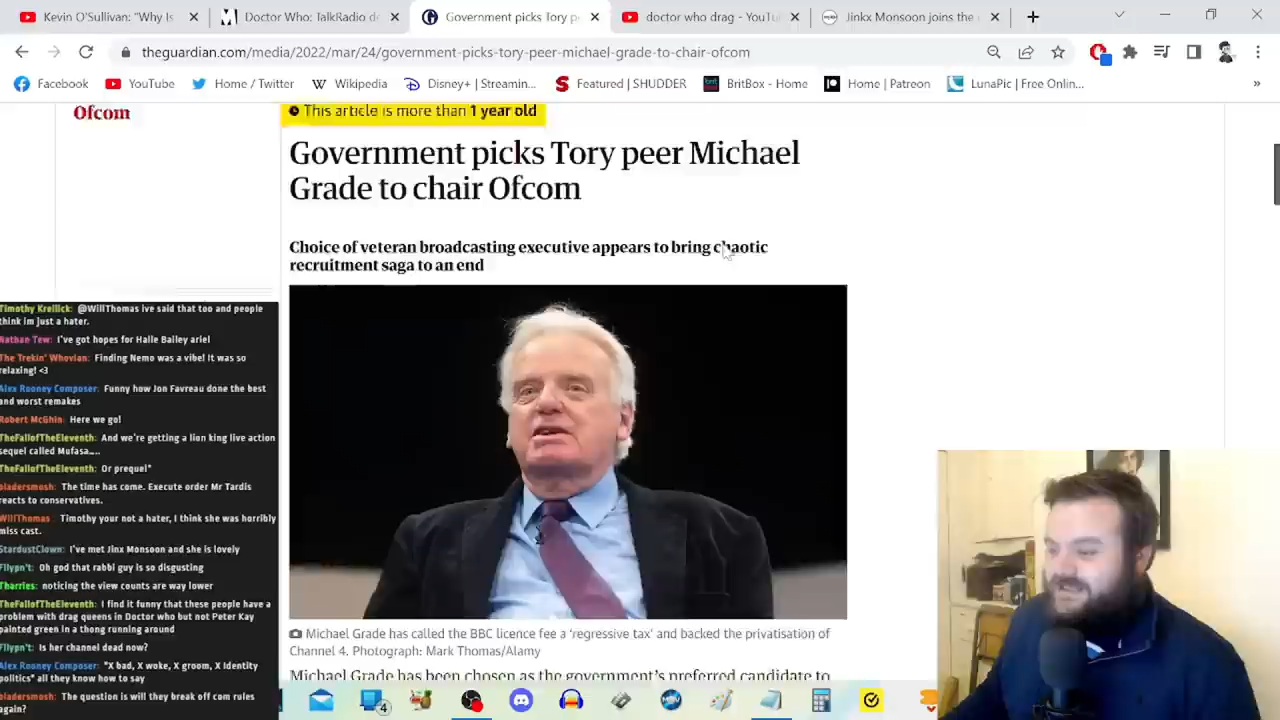 Kevin O'Sullivan: "Why Is
Doctor Who: TalkRadio de
Government picks Tory pe
doctor who drag - YouTu
Jinkx Monsoon joins the
theguardian.com/media/2022/mar/24/government-picks-tory-peer-michael-grade-to-chair-ofcom
Facebook
YouTube
Home / Twitter
Wikipedia
Disney+ | Streamin...
Featured | SHUDDER
BritBox - Home
Home | Patreon
LunaPic | Free Onlin...
»
Ofcom
This article is more than 1 year old
Government picks Tory peer Michael
Grade to chair Ofcom
Choice of veteran broadcasting executive appears to bring chaotic
recruitment saga to an end
Michael Grade has called the BBC licence fee a 'regressive tax' and backed the privatisation of
Channel 4. Photograph: Mark Thomas/Alamy
Michael Grade has been chosen as the government's preferred candidate to
Timothy Krellick: @WillThomas ive said that too and people
think im just a hater.
Nathan Tew: I've got hopes for Halle Bailey ariel
The Trekin' Whovian: Finding Nemo was a vibe! It was so
relaxing! <3
Alex Rooney Composer: Funny how Jon Favreau done the best
and worst remakes
Robert McGhin: Here we go!
TheFallofTheEleventh: And we're getting a lion king live action
sequel called Mufasa....
TheFallofTheEleventh: Or prequel*
bladersmosh: The time has come. Execute order Mr Tardis
reacts to conservatives.
WillThomas: Timothy your not a hater, I think she was horribly
miss cast.
StardustClown: I've met Jinx Monsoon and she is lovely
Fllypn't: Oh god that rabbi guy is so disgusting
Tharries: noticing the view counts are way lower
TheFallofTheEleventh: I find it funny that these people have a
problem with drag queens in Doctor who but not Peter Kay
painted green in a thong running around
Fllypn't: Is her channel dead now?
Alex Rooney Composer: "X bad, X woke, X groom, X Identity
politics" all they know how to say
bladersmosh: The question is will they break off com rules
again?
4